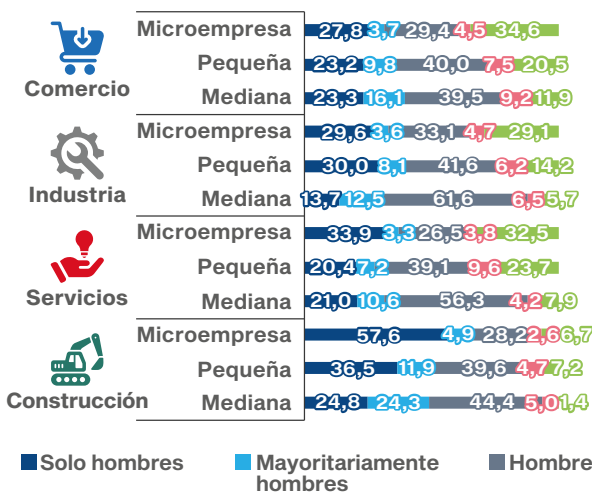 Comercio
Microempresa 27,8 3,7 29,4 4,5 34,6
Pequeña 23,2 9,8 40,0 7,5 20,5
Mediana 23,3 16,1 39,5 9,2 11,9
Industria
Microempresa 29,6 3,6 33,1 4,7 29,1
Pequeña 30,0 8,1 41,6 6,2 14,2
Mediana 13,7 12,5 61,6 6,5 5,7
Servicios
Microempresa 33,9 3,3 26,5 3,8 32,5
Pequeña 20,4 7,2 39,1 9,6 23,7
Mediana 21,0 10,6 56,3 4,2 7,9
Construcción
Microempresa 57,6 4,9 28,2 2,6 6,7
Pequeña 36,5 11,9 39,6 4,7 7,2
Mediana 24,8 24,3 44,4 5,0 1,4
Solo hombres
Mayoritariamente
hombres
Hombre